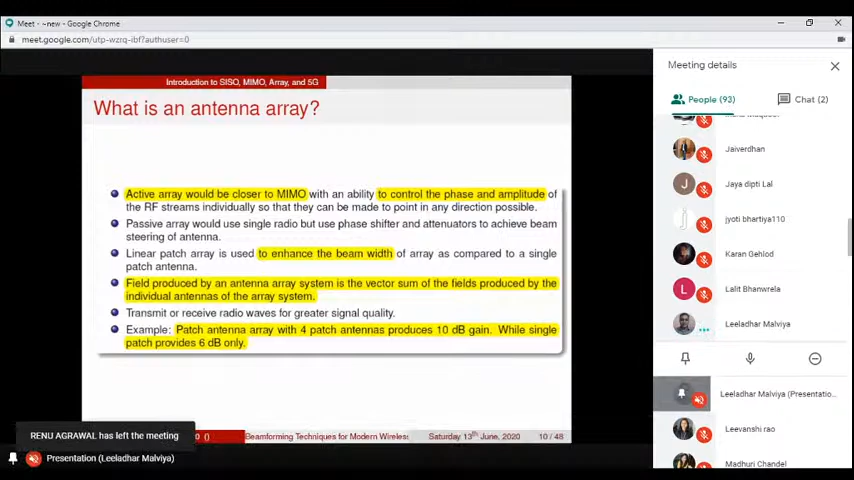 Meet - ~new - Google Chrome
meet.google.com/utp-wzrq-ibf?authuser=0
Introduction to SISO, MIMO, Array, and 5G
What is an antenna array?
Active array would be closer to MIMO with an ability to control the phase and amplitude of
the RF streams individually so that they can be made to point in any direction possible.
Passive array would use single radio but use phase shifter and attenuators to achieve beam
steering of antenna.
Linear patch array is used to enhance the beam width of array as compared to a single
patch antenna.
Field produced by an antenna array system is the vector sum of the fields produced by the
individual antennas of the array system.
Transmit or receive radio waves for greater signal quality.
Example: Patch antenna array with 4 patch antennas produces 10 dB gain. While single
patch provides 6 dB only.
0 ()
Beamforming Techniques for Modern Wireless
Saturday 13th June, 2020
10 / 48
RENU AGRAWAL has left the meeting
Presentation (Leeladhar Malviya)
Meeting details
People (93)
Chat (2)
Jaiverdhan
J
Jaya dipti Lal
j
jyoti bhartiya110
Karan Gehlod
L
Lalit Bhanwrela
Leeladhar Malviya
Leeladhar Malviya (Presentatio...
Leevanshi rao
Madhuri Chandel